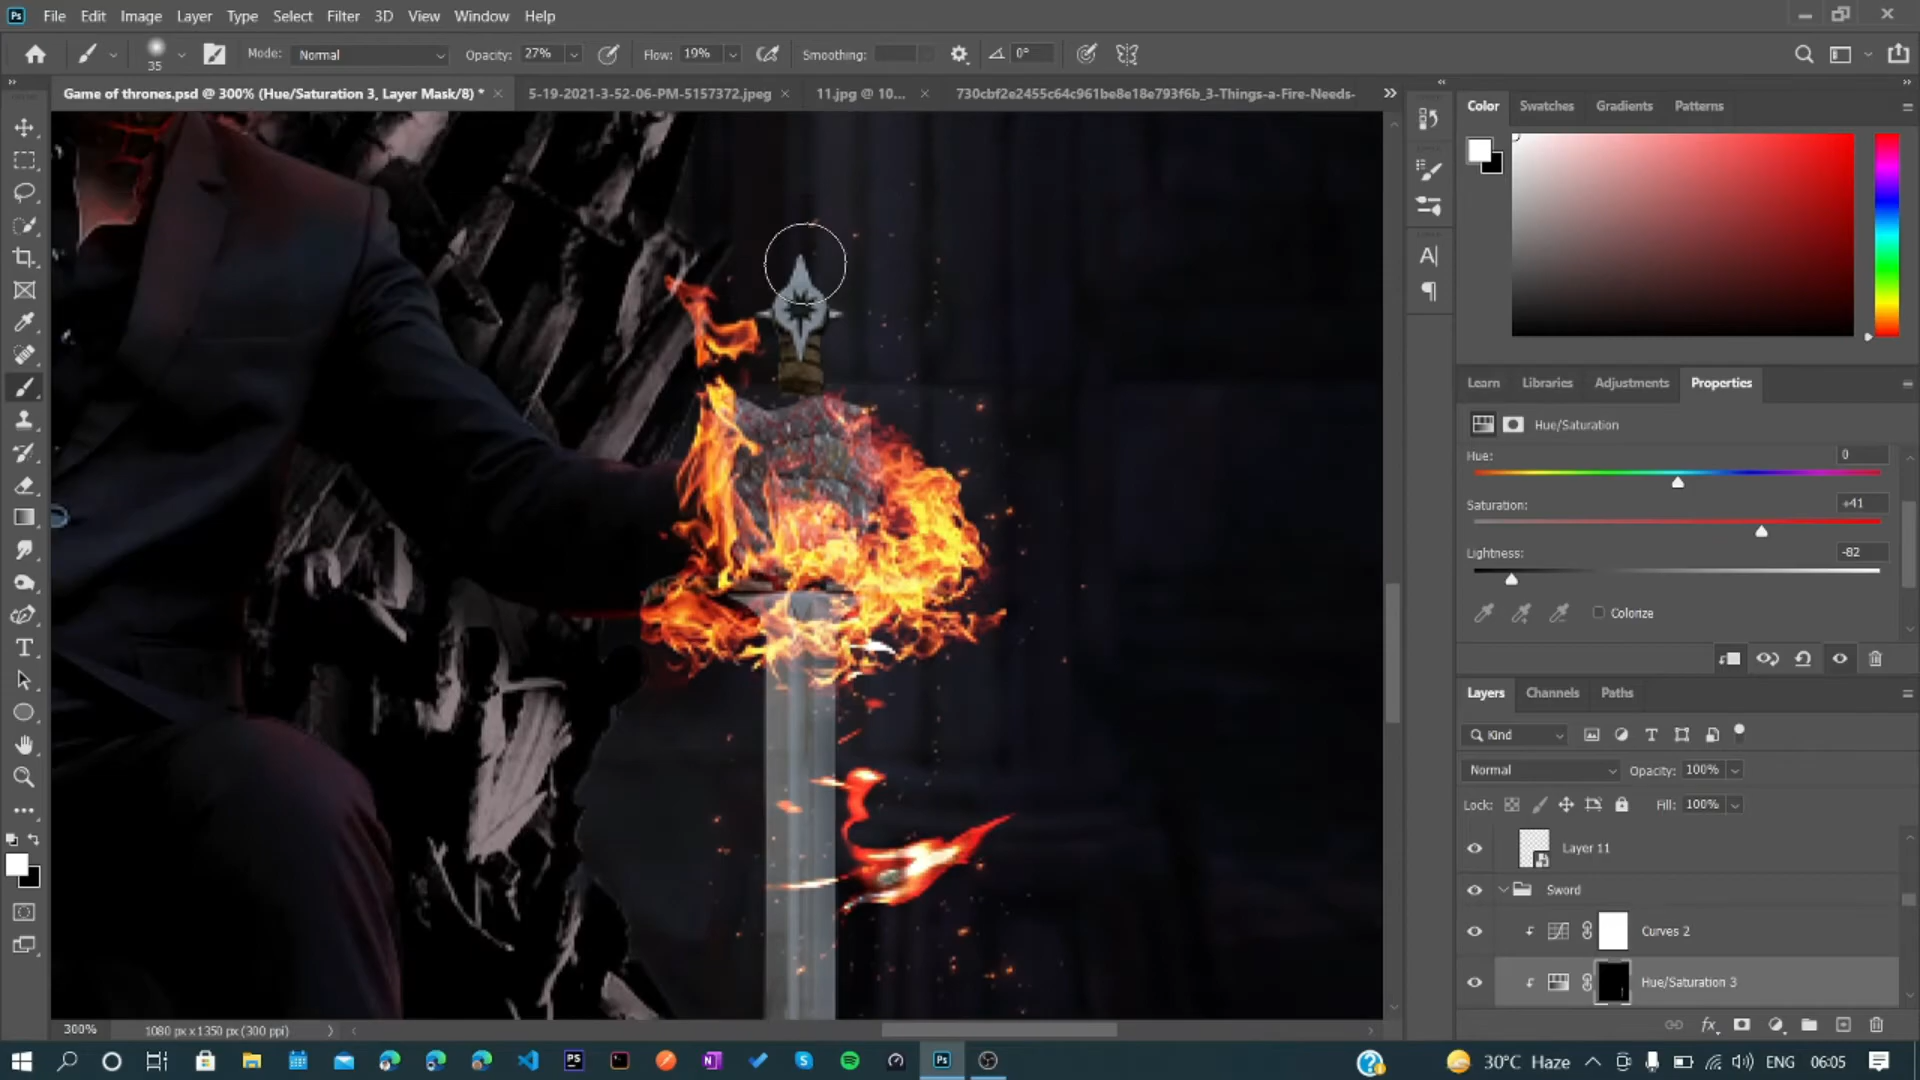 Ps File Edit Image Layer Type Select Filter 3D View Window Help
35 Mode: Normal Opacity: 27% Flow: 19% Smoothing: 0°
Game of thrones.psd @ 300% (Hue/Saturation 3, Layer Mask/8) * 5-19-2021-3-52-06-PM-5157372.jpeg 11.jpg @ 10... 730cbf2e2455c64c961be8e18e793f6b_3-Things-a-Fire-Needs-
Color Swatches Gradients Patterns
Learn Libraries Adjustments Properties
Hue/Saturation
Hue: 0
Saturation: +41
Lightness: -82
Colorize
Layers Channels Paths
Kind
Normal Opacity: 100%
Lock: Fill: 100%
Layer 11
Sword
Curves 2
Hue/Saturation 3
300% 1080 px x 1350 px (300 ppi)
30°C Haze ENG 06:05